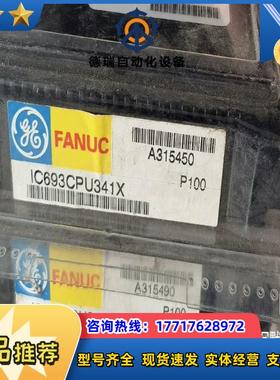 德瑞自动化设备
GE FANUC
A315450
IC693CPU341X
P100
A315490
P100
咨询热线：17717628972
品推荐
型号齐全 现货速发 实体经营